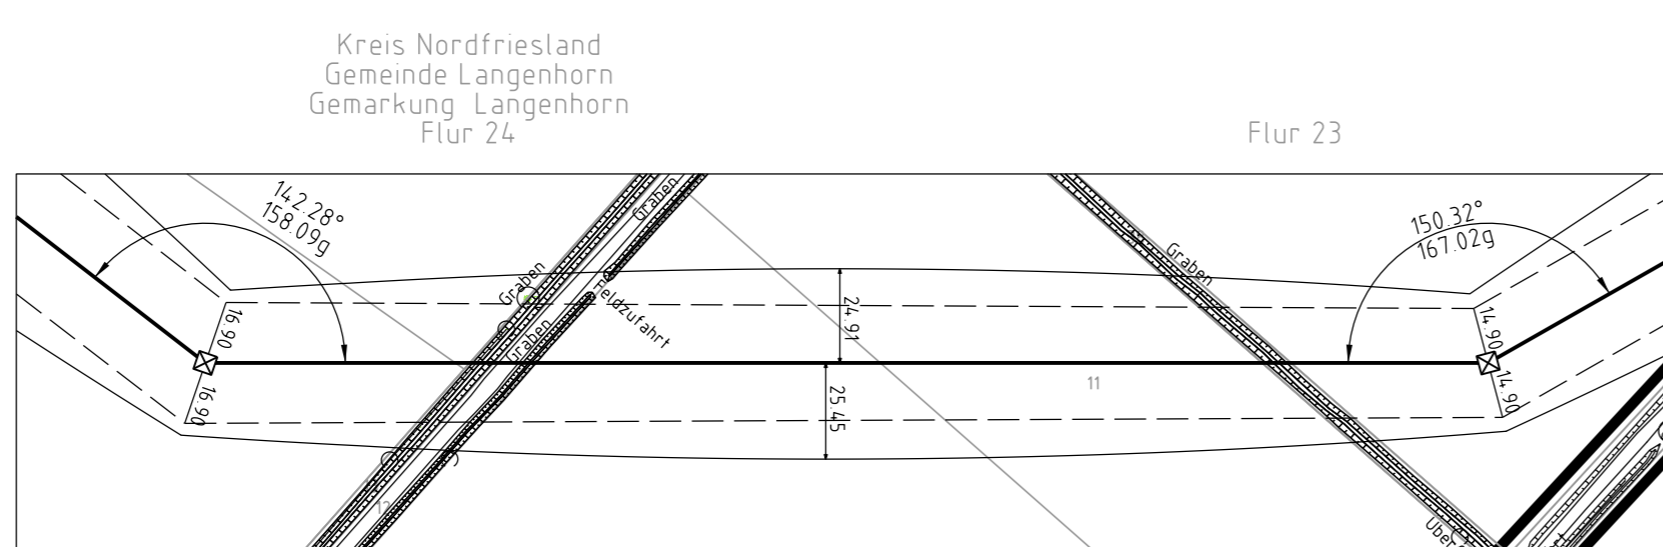 Kreis Nordfriesland
Gemeinde Langenhorn
Gemarkung Langenhorn
Flur 24
Flur 23
142.28°
158.09g
150.32°
167.02g
Graben
Graben
Graben
Graben
Feldzufahrt
16.90
16.90
24.91
25.45
14.90
14.90
11
12